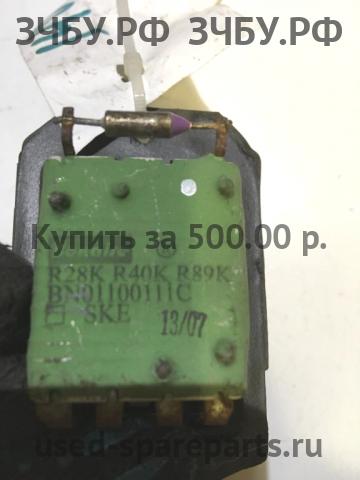 ЗЧБУ.РФ ЗЧБУ.РФ
Купить за 500.00 р.
R28K R40K R89K
BN01100111C
SKE 13/07
used-spareparts.ru